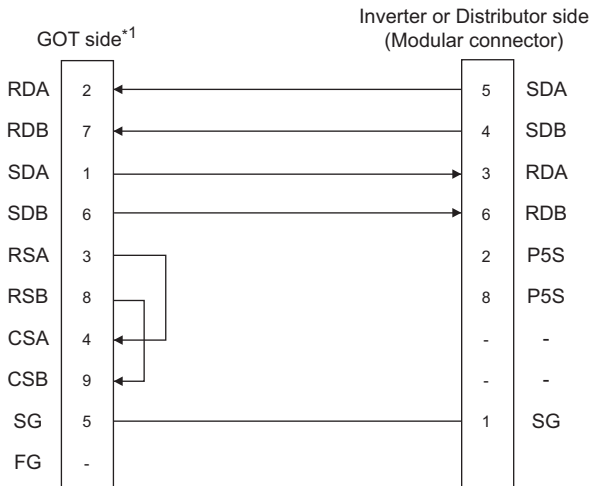 Inverter or Distributor side
(Modular connector)
GOT side*1
RDA 2 5 SDA
RDB 7 4 SDB
SDA 1 3 RDA
SDB 6 6 RDB
RSA 3 2 P5S
RSB 8 8 P5S
CSA 4 - -
CSB 9 - -
SG 5 1 SG
FG -